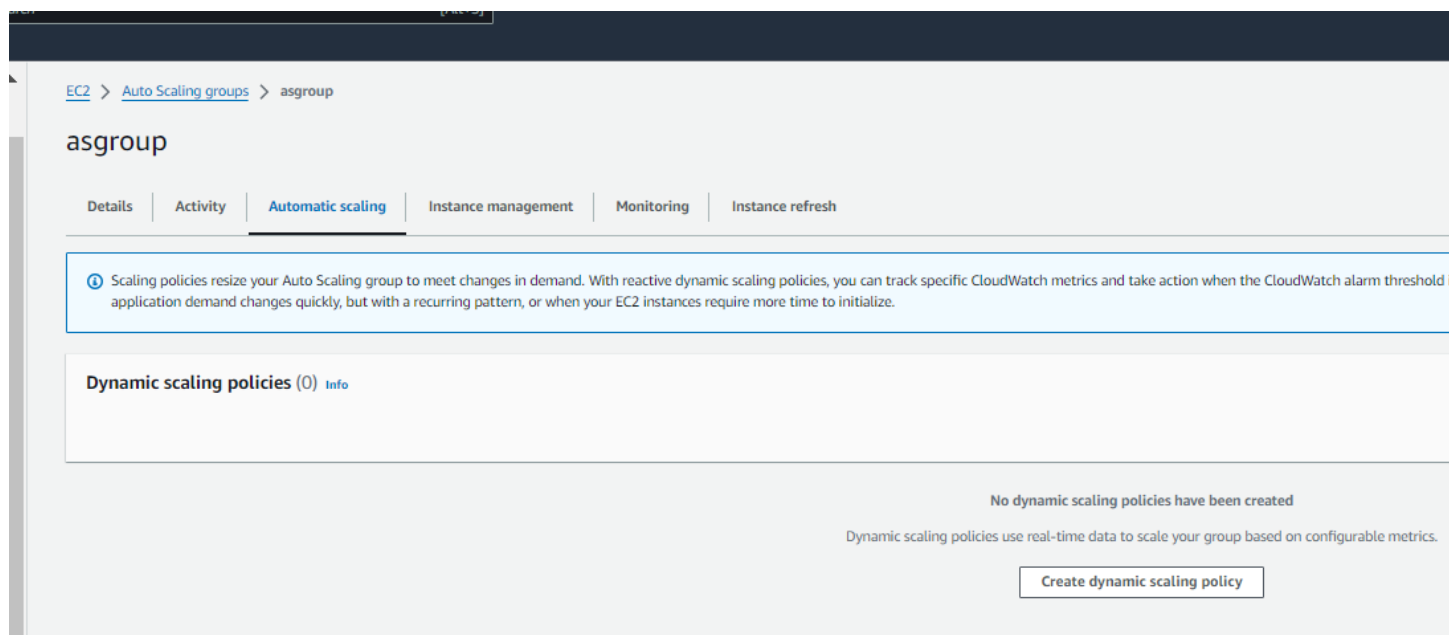 EC2 > Auto Scaling groups > asgroup
asgroup
Details Activity Automatic scaling Instance management Monitoring Instance refresh
Scaling policies resize your Auto Scaling group to meet changes in demand. With reactive dynamic scaling policies, you can track specific CloudWatch metrics and take action when the CloudWatch alarm threshold
application demand changes quickly, but with a recurring pattern, or when your EC2 instances require more time to initialize.
Dynamic scaling policies (0) Info
No dynamic scaling policies have been created
Dynamic scaling policies use real-time data to scale your group based on configurable metrics.
Create dynamic scaling policy